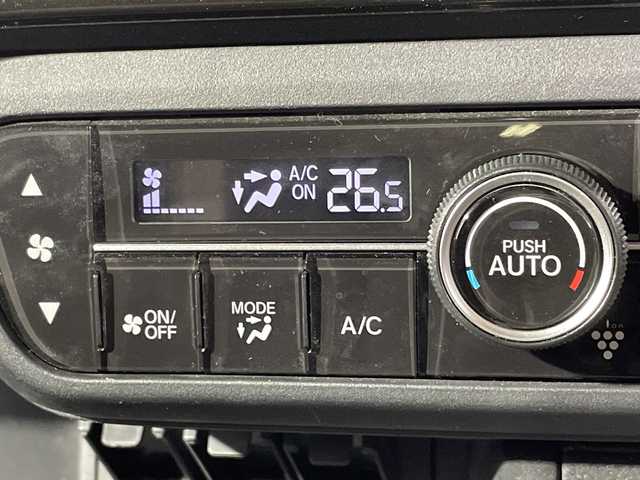 A/C
ON
26.5
PUSH
AUTO
ON/
OFF
MODE
A/C